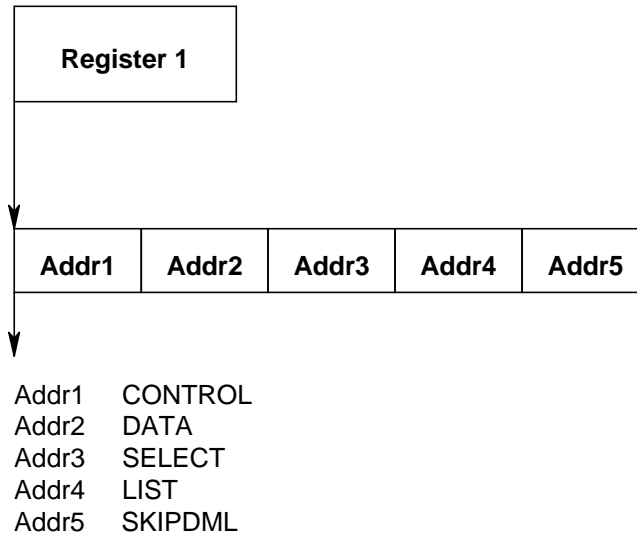 Register 1
Addr1 Addr2 Addr3 Addr4 Addr5
Addr1 CONTROL
Addr2 DATA
Addr3 SELECT
Addr4 LIST
Addr5 SKIPDML